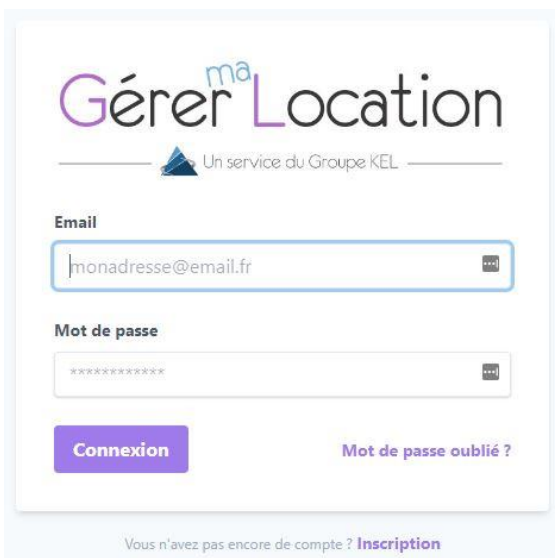 Gérer ma Location
Un service du Groupe KEL
Email
monadresse@email.fr
Mot de passe
************
Connexion
Mot de passe oublié ?
Vous n'avez pas encore de compte ? Inscription